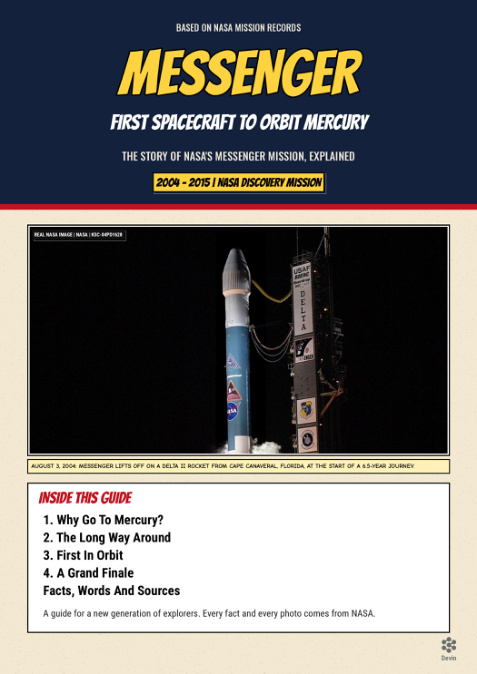 BASED ON NASA MISSION RECORDS
MESSENGER
FIRST SPACECRAFT TO ORBIT MERCURY
THE STORY OF NASA'S MESSENGER MISSION, EXPLAINED
2004 - 2015 | NASA DISCOVERY MISSION
REAL NASA IMAGE | NASA | KSC-04PD1628
USAF
DELTA
NASA
AUGUST 3, 2004: MESSENGER LIFTS OFF ON A DELTA II ROCKET FROM CAPE CANAVERAL, FLORIDA, AT THE START OF A 6.5-YEAR JOURNEY
INSIDE THIS GUIDE
1. Why Go To Mercury?
2. The Long Way Around
3. First In Orbit
4. A Grand Finale
Facts, Words And Sources
A guide for a new generation of explorers. Every fact and every photo comes from NASA.
Devin